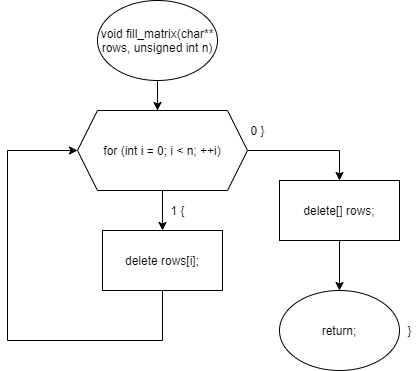 void fill_matrix(char**
rows, unsigned int n)
for (int i = 0; i < n; ++i)
0 }
1 {
delete rows[i];
delete[] rows;
return;
}